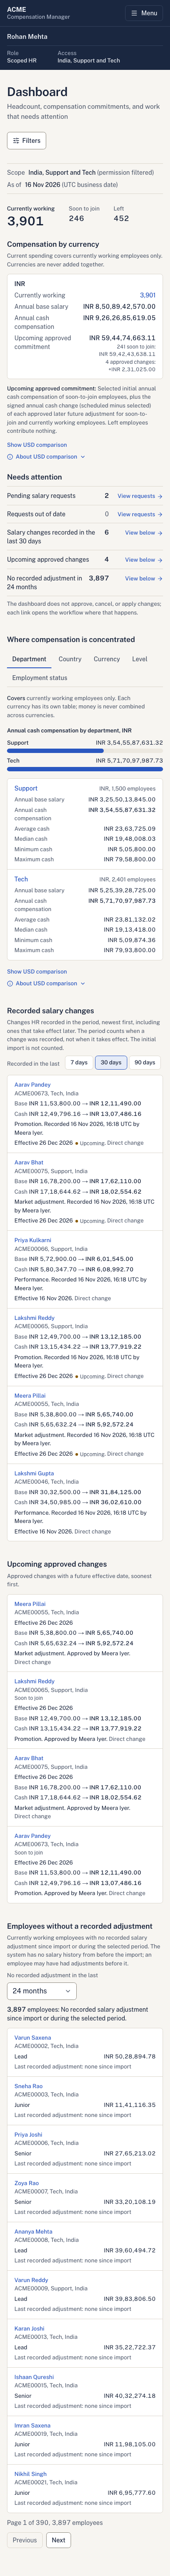 ACME
Compensation Manager
Menu
Rohan Mehta
Role
Scoped HR
Access
India, Support and Tech
Dashboard
Headcount, compensation commitments, and work
that needs attention
Filters
Scope India, Support and Tech (permission filtered)
As of 16 Nov 2026 (UTC business date)
Currently working
3,901
Soon to join
246
Left
452
Compensation by currency
Current spending covers currently working employees only.
Currencies are never added together.
INR
Currently working 3,901
Annual base salary INR 8,50,89,42,570.00
Annual cash compensation INR 9,26,26,85,619.05
Upcoming approved commitment INR 59,44,74,663.11
241 soon to join:
INR 59,42,43,638.11
4 approved changes:
+INR 2,31,025.00
Upcoming approved commitment: Selected initial annual
cash compensation of soon-to-join employees, plus the
signed annual cash change (scheduled minus selected)
of each approved later future adjustment for soon-to-
join and currently working employees. Left employees
contribute nothing.
Show USD comparison
About USD comparison
Needs attention
Pending salary requests 2 View requests →
Requests out of date 0 View requests →
Salary changes recorded in the last 30 days 6 View below →
Upcoming approved changes 4 View below →
No recorded adjustment in 24 months 3,897 View below →
The dashboard does not approve, cancel, or apply changes;
each link opens the workflow where that happens.
Where compensation is concentrated
Department Country Currency Level
Employment status
Covers currently working employees only. Each
currency has its own table; money is never combined
across currencies.
Annual cash compensation by department, INR
Support INR 3,54,55,87,631.32
Tech INR 5,71,70,97,987.73
Support INR, 1,500 employees
Annual base salary INR 3,25,50,13,845.00
Annual cash compensation INR 3,54,55,87,631.32
Average cash INR 23,63,725.09
Median cash INR 19,48,008.03
Minimum cash INR 5,05,800.00
Maximum cash INR 79,58,800.00
Tech INR, 2,401 employees
Annual base salary INR 5,25,39,28,725.00
Annual cash compensation INR 5,71,70,97,987.73
Average cash INR 23,81,132.02
Median cash INR 19,13,418.00
Minimum cash INR 5,09,874.36
Maximum cash INR 79,93,800.00
Show USD comparison
About USD comparison
Recorded salary changes
Changes HR recorded in the period, newest first, including
ones that take effect later. The period counts when a
change was recorded, not when it takes effect. The initial
import is not counted.
Recorded in the last 7 days 30 days 90 days
Aarav Pandey
ACME00673, Tech, India
Base INR 11,53,800.00 → INR 12,11,490.00
Cash INR 12,49,796.16 → INR 13,07,486.16
Promotion. Recorded 16 Nov 2026, 16:18 UTC by
Meera Iyer.
Effective 26 Dec 2026 Upcoming. Direct change
Aarav Bhat
ACME00075, Support, India
Base INR 16,78,200.00 → INR 17,62,110.00
Cash INR 17,18,644.62 → INR 18,02,554.62
Market adjustment. Recorded 16 Nov 2026, 16:18 UTC
by Meera Iyer.
Effective 26 Dec 2026 Upcoming. Direct change
Priya Kulkarni
ACME00066, Support, India
Base INR 5,72,900.00 → INR 6,01,545.00
Cash INR 5,80,347.70 → INR 6,08,992.70
Performance. Recorded 16 Nov 2026, 16:18 UTC by
Meera Iyer.
Effective 16 Nov 2026. Direct change
Lakshmi Reddy
ACME00065, Support, India
Base INR 12,49,700.00 → INR 13,12,185.00
Cash INR 13,15,434.22 → INR 13,77,919.22
Promotion. Recorded 16 Nov 2026, 16:18 UTC by
Meera Iyer.
Effective 26 Dec 2026 Upcoming. Direct change
Meera Pillai
ACME00055, Tech, India
Base INR 5,38,800.00 → INR 5,65,740.00
Cash INR 5,65,632.24 → INR 5,92,572.24
Market adjustment. Recorded 16 Nov 2026, 16:18 UTC
by Meera Iyer.
Effective 26 Dec 2026 Upcoming. Direct change
Lakshmi Gupta
ACME00046, Tech, India
Base INR 30,32,500.00 → INR 31,84,125.00
Cash INR 34,50,985.00 → INR 36,02,610.00
Performance. Recorded 16 Nov 2026, 16:18 UTC by
Meera Iyer.
Effective 16 Nov 2026. Direct change
Upcoming approved changes
Approved changes with a future effective date, soonest
first.
Meera Pillai
ACME00055, Tech, India
Effective 26 Dec 2026
Base INR 5,38,800.00 → INR 5,65,740.00
Cash INR 5,65,632.24 → INR 5,92,572.24
Market adjustment. Approved by Meera Iyer.
Direct change
Lakshmi Reddy
ACME00065, Support, India
Soon to join
Effective 26 Dec 2026
Base INR 12,49,700.00 → INR 13,12,185.00
Cash INR 13,15,434.22 → INR 13,77,919.22
Promotion. Approved by Meera Iyer. Direct change
Aarav Bhat
ACME00075, Support, India
Effective 26 Dec 2026
Base INR 16,78,200.00 → INR 17,62,110.00
Cash INR 17,18,644.62 → INR 18,02,554.62
Market adjustment. Approved by Meera Iyer.
Direct change
Aarav Pandey
ACME00673, Tech, India
Soon to join
Effective 26 Dec 2026
Base INR 11,53,800.00 → INR 12,11,490.00
Cash INR 12,49,796.16 → INR 13,07,486.16
Promotion. Approved by Meera Iyer. Direct change
Employees without a recorded adjustment
Currently working employees with no recorded salary
adjustment since import or during the selected period. The
system has no salary history from before the import; an
employee may have had adjustments before it.
No recorded adjustment in the last
24 months
3,897 employees: No recorded salary adjustment
since import or during the selected period.
Varun Saxena
ACME00002, Tech, India
Lead INR 50,28,894.78
Last recorded adjustment: none since import
Sneha Rao
ACME00003, Tech, India
Junior INR 11,41,116.35
Last recorded adjustment: none since import
Priya Joshi
ACME00006, Tech, India
Senior INR 27,65,213.02
Last recorded adjustment: none since import
Zoya Rao
ACME00007, Tech, India
Senior INR 33,20,108.19
Last recorded adjustment: none since import
Ananya Mehta
ACME00008, Tech, India
Lead INR 39,60,494.72
Last recorded adjustment: none since import
Varun Reddy
ACME00009, Support, India
Lead INR 39,83,806.50
Last recorded adjustment: none since import
Karan Joshi
ACME00013, Tech, India
Lead INR 35,22,722.37
Last recorded adjustment: none since import
Ishaan Qureshi
ACME00015, Tech, India
Senior INR 40,32,274.18
Last recorded adjustment: none since import
Imran Saxena
ACME00019, Tech, India
Junior INR 11,98,105.00
Last recorded adjustment: none since import
Nikhil Singh
ACME00021, Tech, India
Junior INR 6,95,777.60
Last recorded adjustment: none since import
Page 1 of 390, 3,897 employees
Previous Next